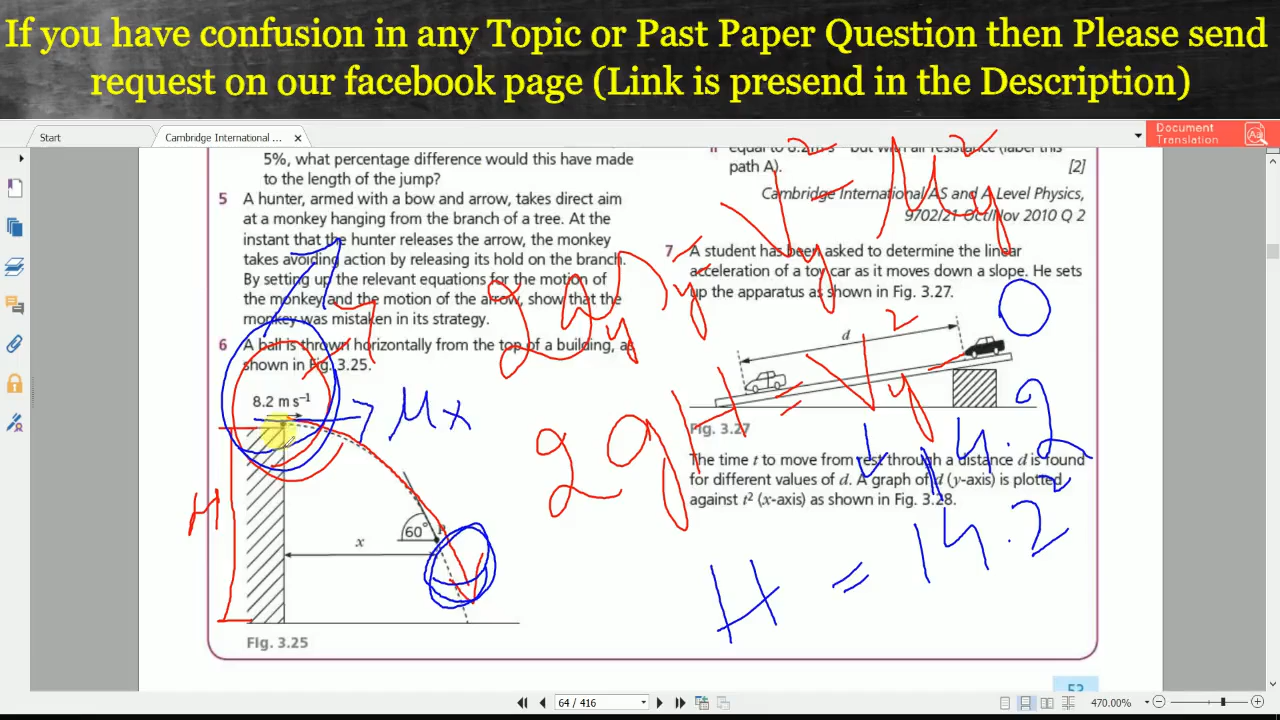 If you have confusion in any Topic or Past Paper Question then Please send
request on our facebook page (Link is presend in the Description)
Start
Cambridge International ...
Document
Translation
5%, what percentage difference would this have made
to the length of the jump?
5 A hunter, armed with a bow and arrow, takes direct aim
at a monkey hanging from the branch of a tree. At the
instant that the hunter releases the arrow, the monkey
takes avoiding action by releasing its hold on the branch.
By setting up the relevant equations for the motion of
the monkey and the motion of the arrow, show that the
monkey was mistaken in its strategy.
6 A ball is thrown horizontally from the top of a building, as
shown in Fig. 3.25.
8.2 m s⁻¹
Mx
H
60°
P
x
Fig. 3.25
path A). [2]
Cambridge International AS and A Level Physics,
9702/21 Oct/Nov 2010 Q 2
7 A student has been asked to determine the linear
acceleration of a toy car as it moves down a slope. He sets
up the apparatus as shown in Fig. 3.27.
d
Fig. 3.27
The time t to move from rest through a distance d is found
for different values of d. A graph of d (y-axis) is plotted
against t² (x-axis) as shown in Fig. 3.28.
2gH = Vy² - 0
14.2
H = 14.2²
53
64 / 416
470.00%